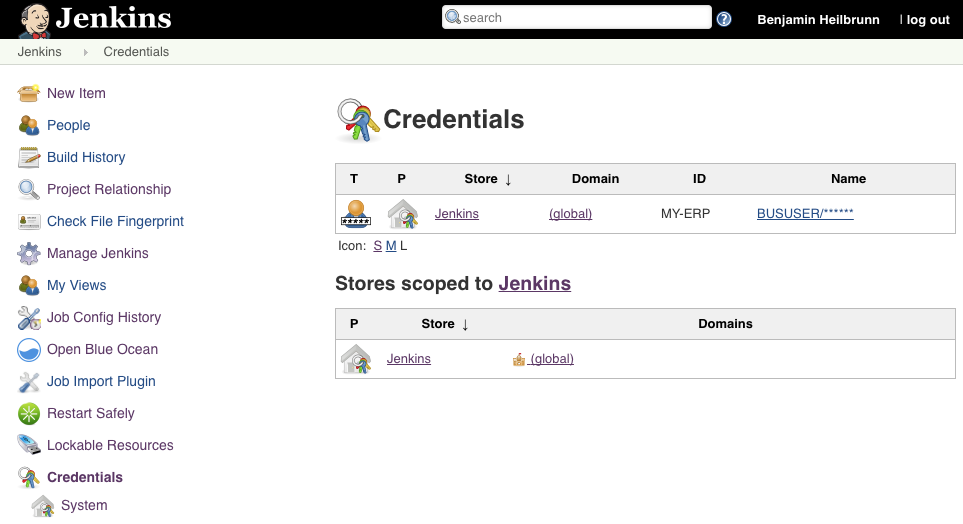 Jenkins
search
?
Benjamin Heilbrunn | log out
Jenkins Credentials
New Item
People
Build History
Project Relationship
Check File Fingerprint
Manage Jenkins
My Views
Job Config History
Open Blue Ocean
Job Import Plugin
Restart Safely
Lockable Resources
Credentials
System
Credentials
T P Store ↓ Domain ID Name
Jenkins (global) MY-ERP BUSUSER/******
Icon: S M L
Stores scoped to Jenkins
P Store ↓ Domains
Jenkins (global)